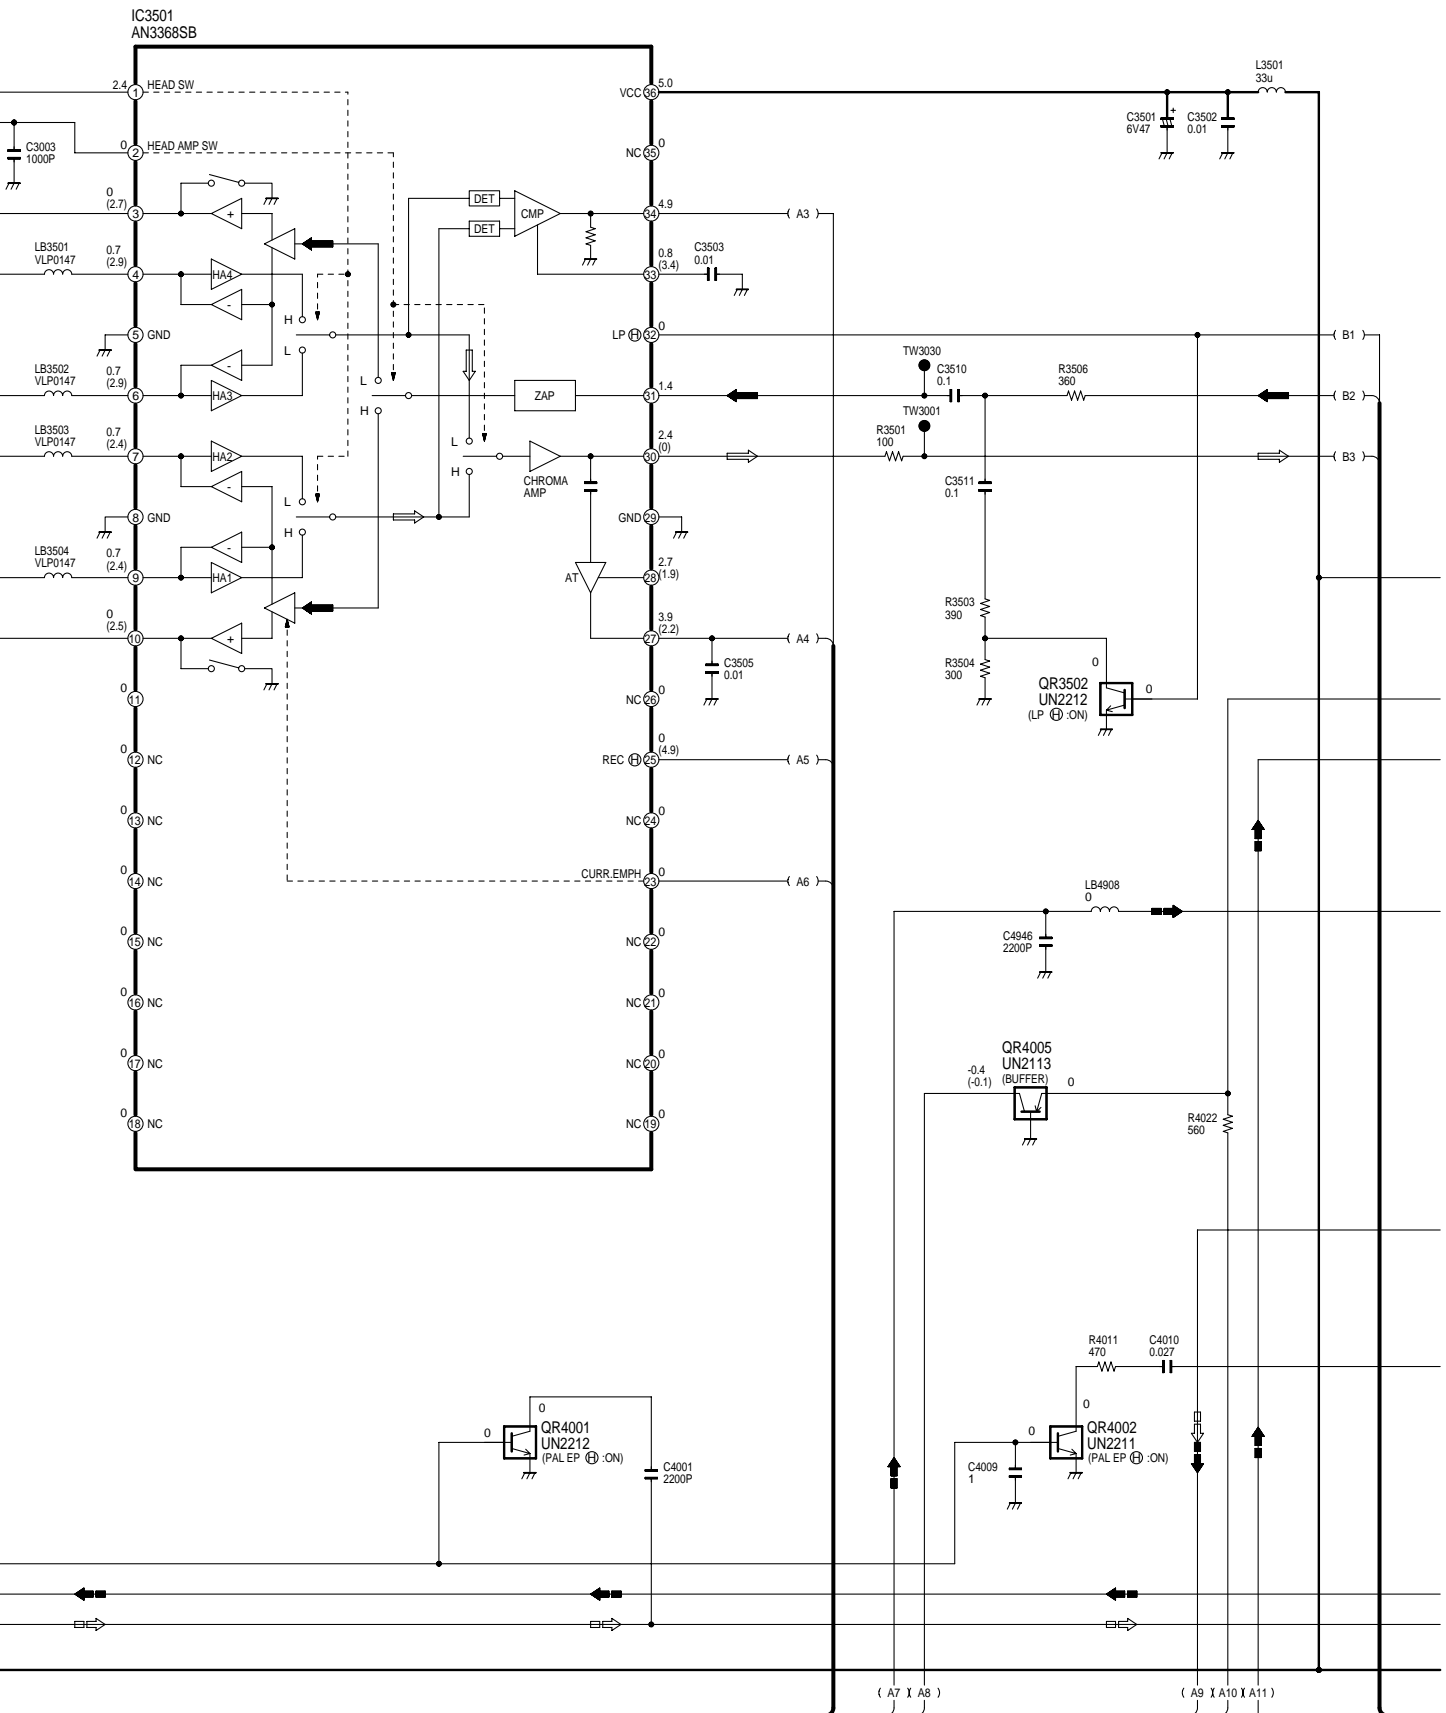 IC3501
AN3368SB
2.4 1 HEAD SW
C3003
1000P
0 2 HEAD AMP SW
0
(2.7) 3 +
LB3501
VLP0147
0.7
(2.9) 4 HA4
-
H
5 GND
L
-
LB3502
VLP0147
0.7
(2.9) 6 HA3
LB3503
VLP0147
0.7
(2.4) 7 HA2
-
L
8 GND
H
-
LB3504
VLP0147
0.7
(2.4) 9 HA1
0
(2.5) 10 +
0 11
0 12 NC
0 13 NC
0 14 NC
0 15 NC
0 16 NC
0 17 NC
0 18 NC
DET
DET
CMP
L
H
ZAP
L
H
CHROMA
AMP
AT
VCC 36 5.0
NC 35 0
34 4.9 A3
33 0.8
(3.4)
C3503
0.01
LP H 32 0 B1
31 1.4
TW3030
C3510
0.1
R3506
360
B2
30 2.4
(0)
R3501
100
TW3001
B3
GND 29
28 2.7
(1.9)
27 3.9
(2.2)
A4
C3505
0.01
NC 26 0
REC H 25 0
(4.9)
A5
NC 24 0
CURR.EMPH 23 0 A6
NC 22 0
NC 21 0
NC 20 0
NC 19 0
L3501
33u
C3501
6V47
+
C3502
0.01
C3511
0.1
R3503
390
R3504
300
0
QR3502
UN2212
(LP H :ON)
0
LB4908
0
C4946
2200P
QR4005
UN2113
(BUFFER)
-0.4
(-0.1)
0
R4022
560
R4011
470
C4010
0.027
0
QR4001
UN2212
(PAL EP H :ON)
0
C4001
2200P
0
0
QR4002
UN2211
(PAL EP H :ON)
C4009
1
A7 A8 A9 A10 A11